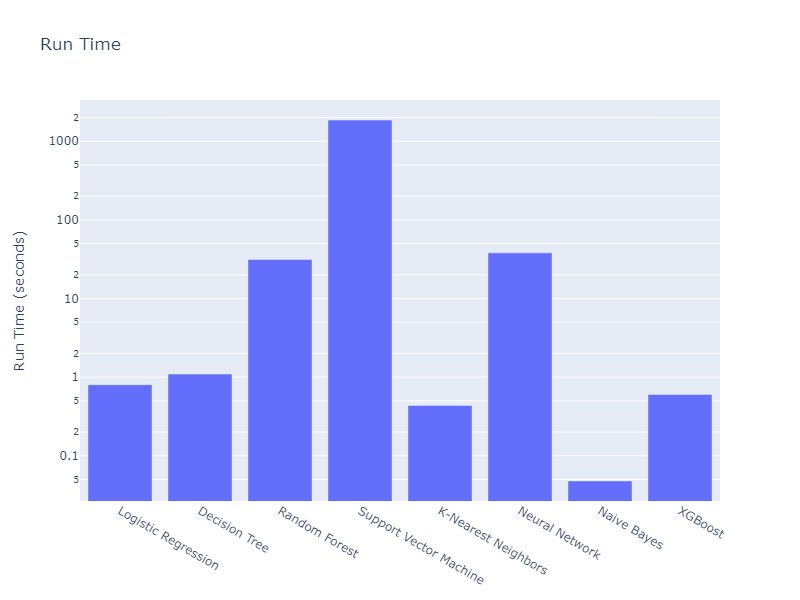 Run Time
Run Time (seconds)
2
1000
5
2
100
5
2
10
5
2
1
5
2
0.1
5
Logistic Regression
Decision Tree
Random Forest
Support Vector Machine
K-Nearest Neighbors
Neural Network
Naive Bayes
XGBoost